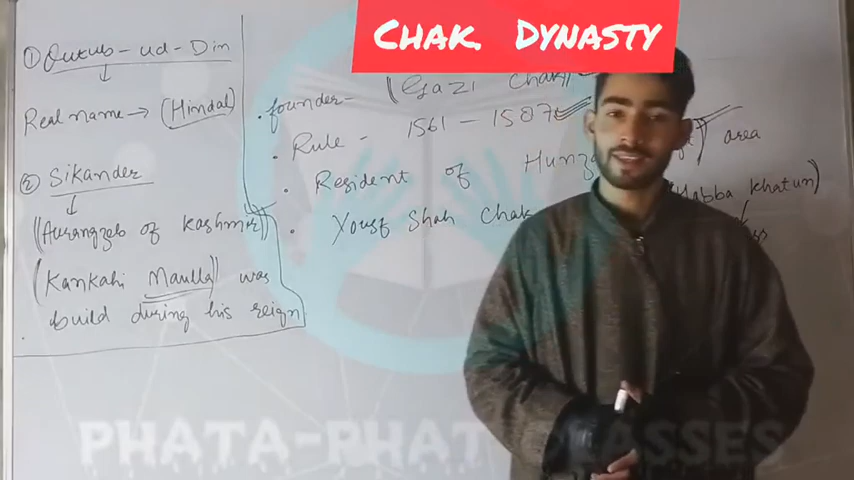 CHAK. DYNASTY
① Qutub-ud-Din
Real name → (Himdal)
② Sikander
((Aurangzeb of Kashmir))
(Kankahi Maulla)) was
build during his reign
. founder - (Gazi Chak)
. Rule - 1561 - 1587
. Resident of Hunza area
. Yousf Shah Chak Habba Khatun))
PHATA-PHAT CLASSES